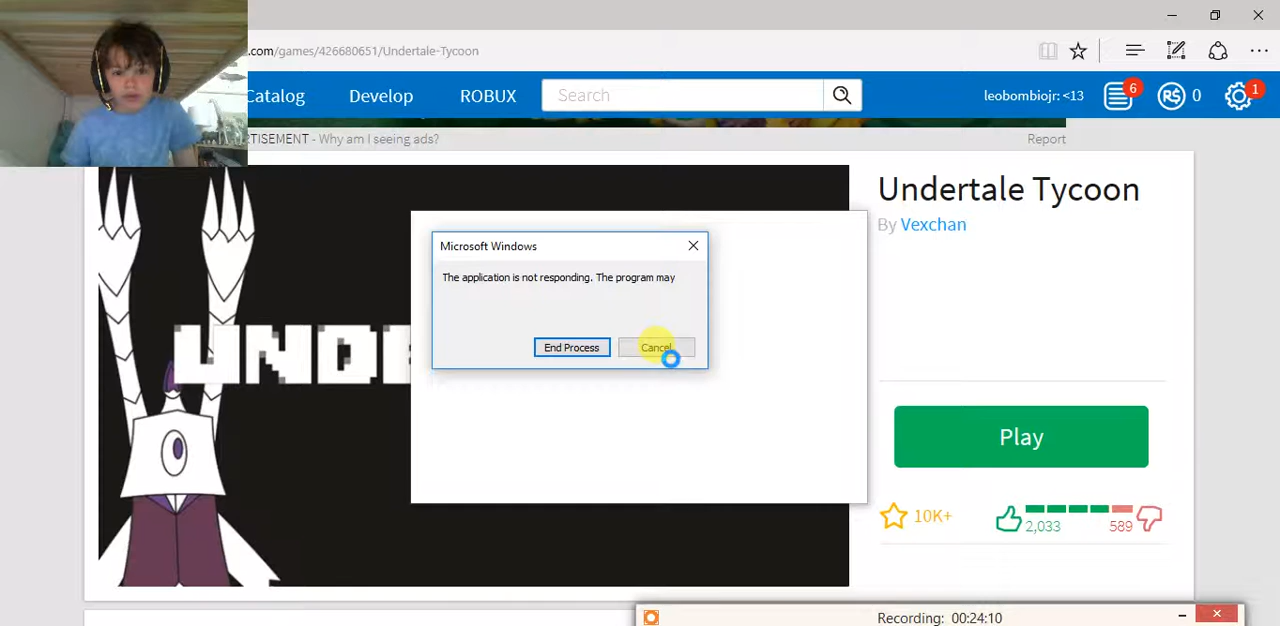 .com/games/426680651/Undertale-Tycoon
Catalog Develop ROBUX Search leobombiojr: <13 6 R$ 0 1
TISEMENT - Why am I seeing ads? Report
Undertale Tycoon
By Vexchan
Microsoft Windows
The application is not responding. The program may
End Process Cancel
UNDE
Play
10K+ 2,033 589
Recording: 00:24:10